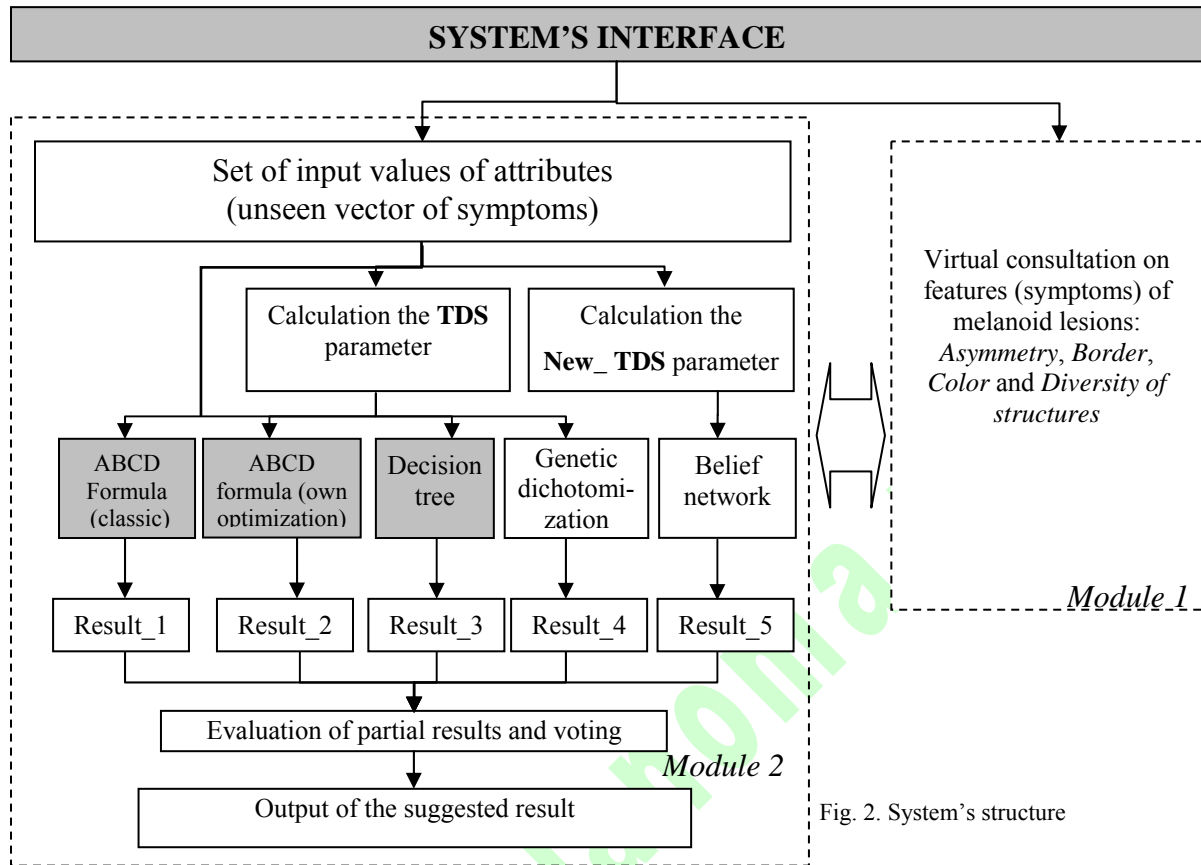 SYSTEM'S INTERFACE
Set of input values of attributes
(unseen vector of symptoms)
Calculation the TDS
parameter
Calculation the
New_ TDS parameter
ABCD
Formula
(classic)
ABCD
formula (own
optimization)
Decision
tree
Genetic
dichotomi-
zation
Belief
network
Result_1
Result_2
Result_3
Result_4
Result_5
Evaluation of partial results and voting
Module 2
Output of the suggested result
Virtual consultation on
features (symptoms) of
melanoid lesions:
Asymmetry, Border,
Color and Diversity of
structures
Module 1
Fig. 2. System's structure